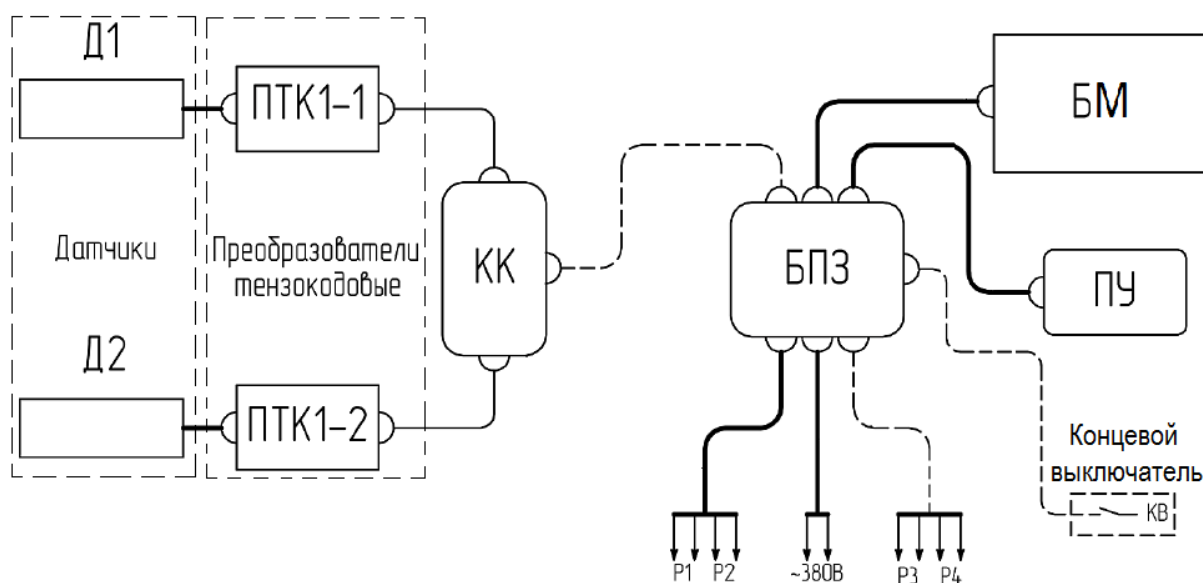 Д1
ПТК1-1
БМ
Датчики
Преобразователи
тензокодовые
КК
БПЗ
ПУ
Д2
ПТК1-2
Концевой
выключатель
КВ
Р1 Р2
~380В
Р3 Р4